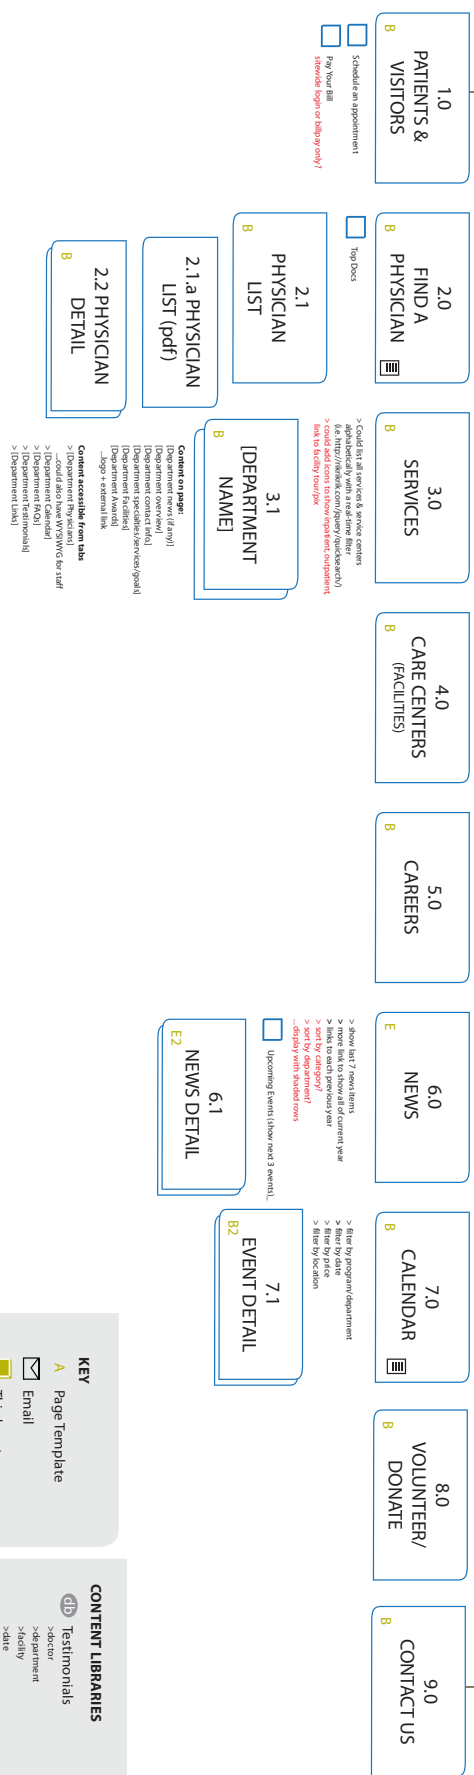 1.0
PATIENTS &
VISITORS
B
Schedule an appointment
Pay Your Bill
sitewide login or billpay only?
2.0
FIND A
PHYSICIAN
B
Top Docs
2.1
PHYSICIAN
LIST
B
2.1.a PHYSICIAN
LIST (pdf)
2.2 PHYSICIAN
DETAIL
B
3.0
SERVICES
B
> Could list all services & service centers
alphabetically with a real-time filter
(i.e. http://rikrikrik.com/jquery/quicksearch/)
> could add icons to show inpatient, outpatient,
link to facility tour/pix
3.1
[DEPARTMENT
NAME]
B
Content on page:
[Department news (if any)]
[Department overview]
[Department contact info.]
[Department specialties/services/goals]
[Department Facilities]
[Department Awards]
...logo + external link
Content accessible from tabs
> [Department Physicians]
...could also have WYSIWYG for staff
> [Department Calendar]
> [Department FAQs]
> [Department Testimonials]
> [Department Links]
4.0
CARE CENTERS
(FACILITIES)
B
5.0
CAREERS
B
6.0
NEWS
E
> show last 7 news items
> more link to show all of current year
> links to each previous year
> sort by category?
> sort by department?
...display with shaded rows
Upcoming Events (show next 3 events)_
6.1
NEWS DETAIL
E2
7.0
CALENDAR
B
> filter by program/department
> filter by date
> filter by price
> filter by location
7.1
EVENT DETAIL
B2
8.0
VOLUNTEER/
DONATE
B
9.0
CONTACT US
B
KEY
A Page Template
Email
CONTENT LIBRARIES
db Testimonials
>doctor
>department
>facility
>date